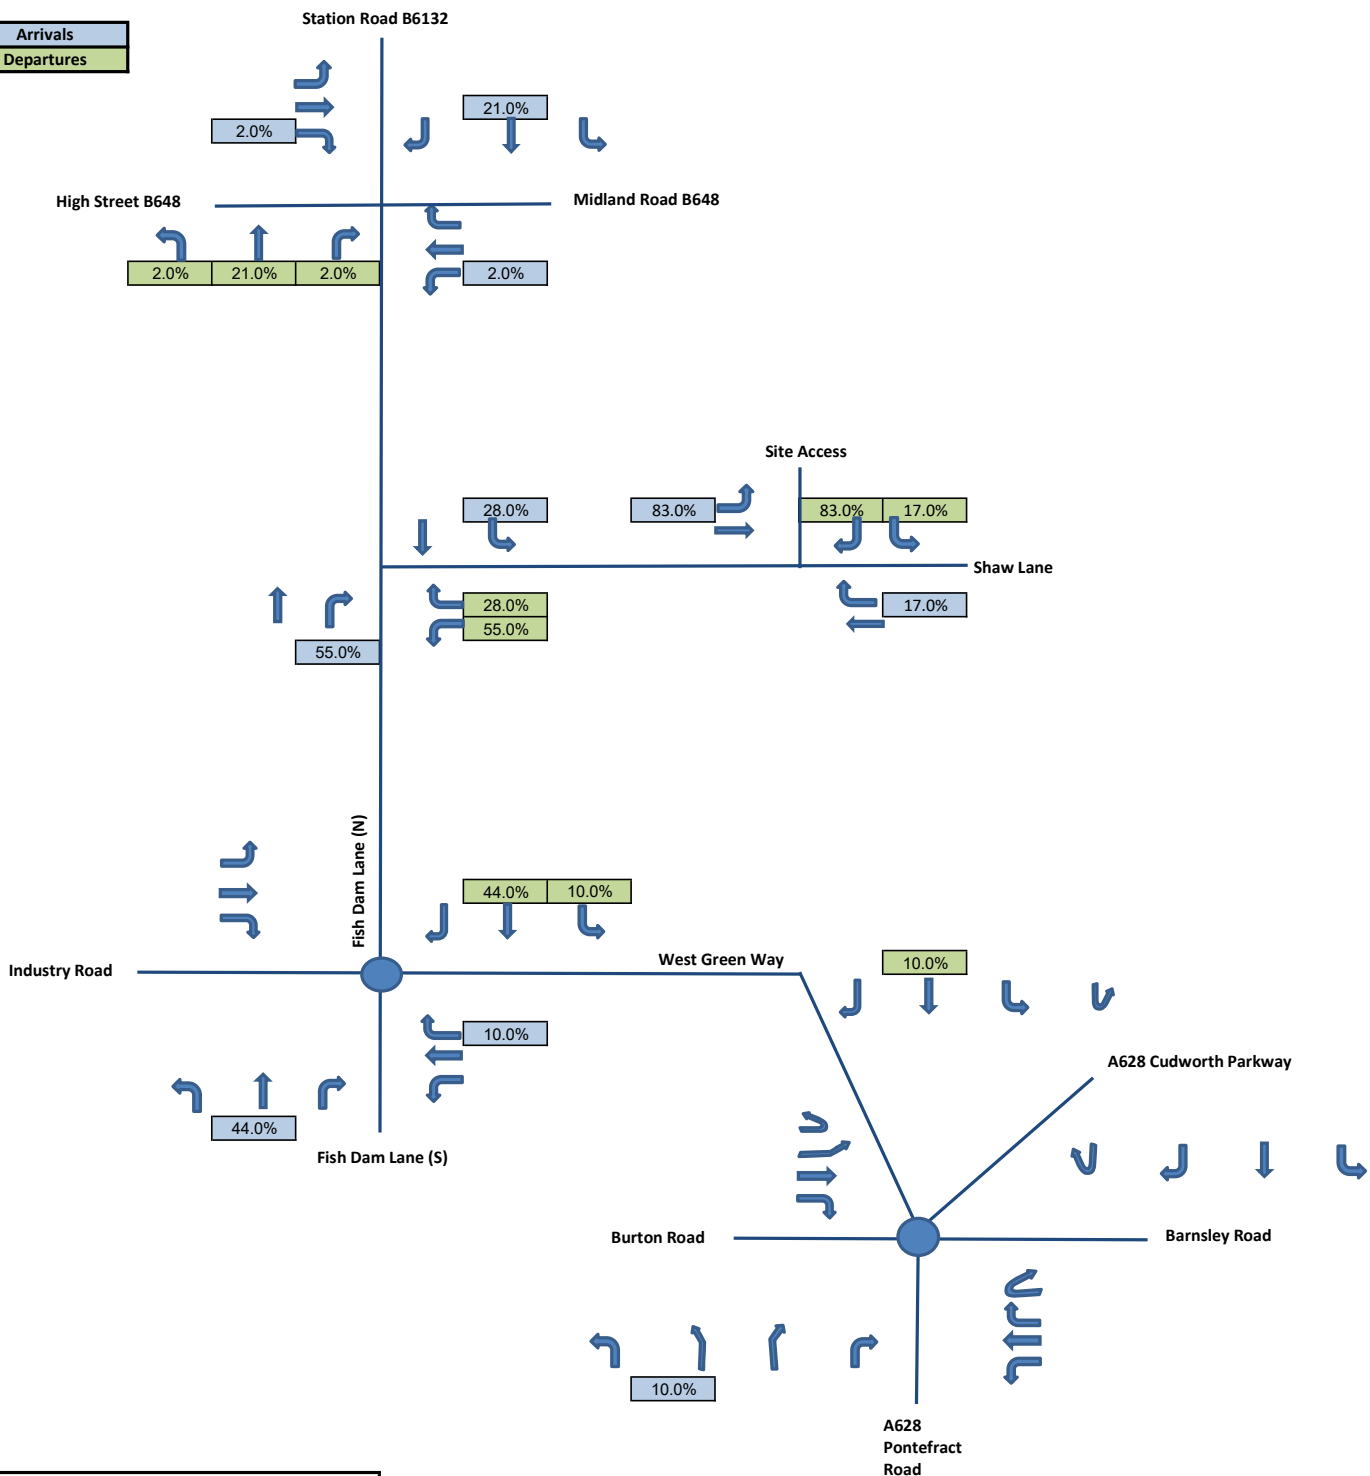 Station Road B6132
Arrivals
Departures
21.0%
2.0%
High Street B648
Midland Road B648
2.0%
21.0%
2.0%
2.0%
Site Access
28.0%
83.0%
83.0%
17.0%
Shaw Lane
28.0%
17.0%
55.0%
55.0%
Fish Dam Lane (N)
44.0%
10.0%
Industry Road
West Green Way
10.0%
10.0%
A628 Cudworth Parkway
44.0%
Fish Dam Lane (S)
Burton Road
Barnsley Road
10.0%
A628
Pontefract
Road